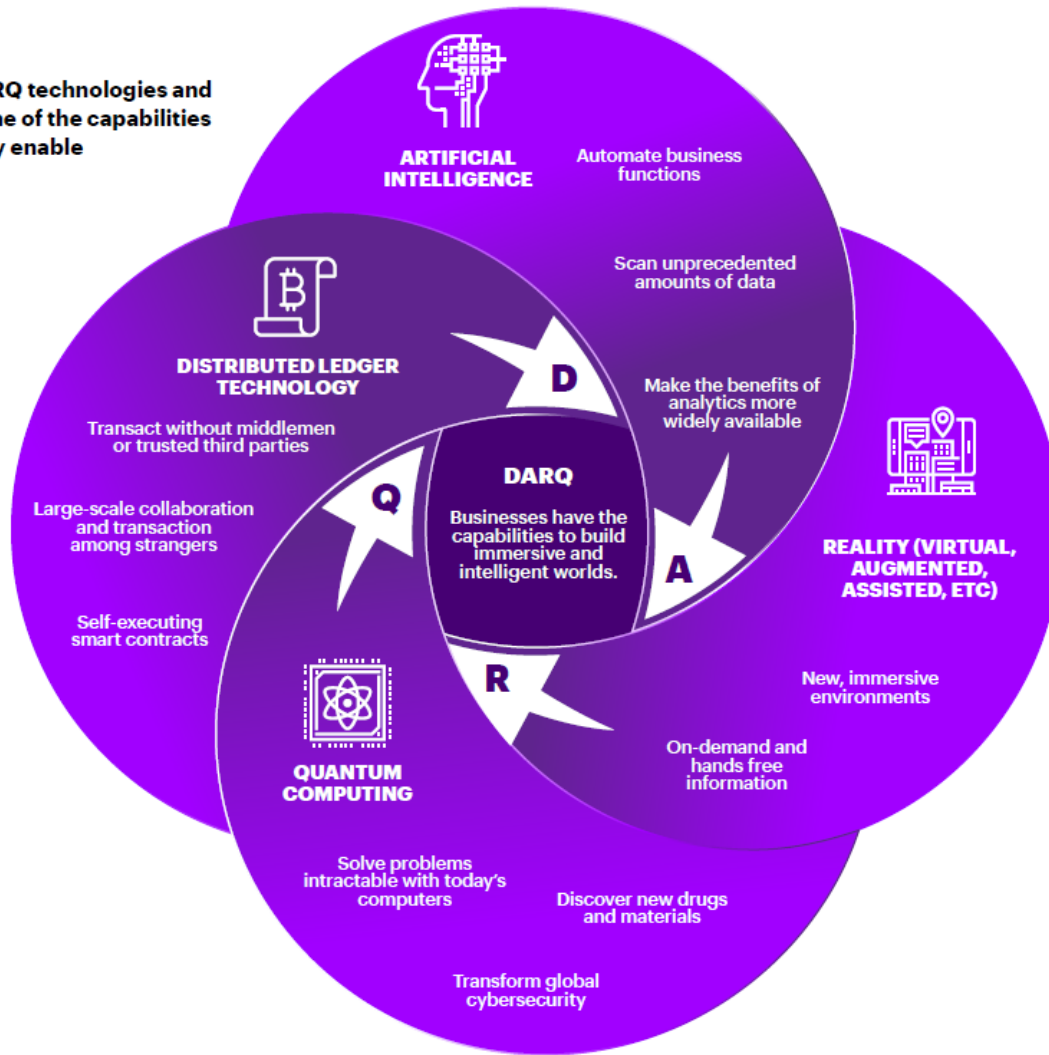 RQ technologies and
ne of the capabilities
y enable
ARTIFICIAL
INTELLIGENCE
Automate business
functions
Scan unprecedented
amounts of data
Make the benefits of
analytics more
widely available
DISTRIBUTED LEDGER
TECHNOLOGY
Transact without middlemen
or trusted third parties
Large-scale collaboration
and transaction
among strangers
Self-executing
smart contracts
D
A
R
Q
DARQ
Businesses have the
capabilities to build
immersive and
intelligent worlds.
REALITY (VIRTUAL,
AUGMENTED,
ASSISTED, ETC)
New, immersive
environments
On-demand and
hands free
information
QUANTUM
COMPUTING
Solve problems
intractable with today’s
computers
Discover new drugs
and materials
Transform global
cybersecurity